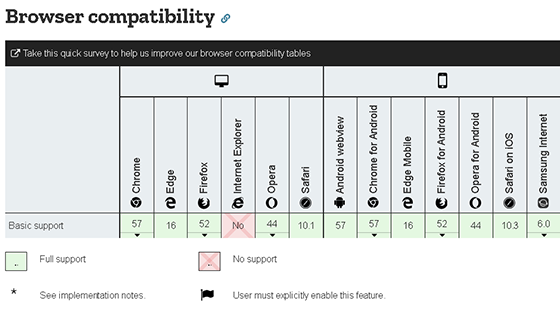 Browser compatibility
Take this quick survey to help us improve our browser compatibility tables
Chrome
Edge
Firefox
Internet Explorer
Opera
Safari
Android webview
Chrome for Android
Edge Mobile
Firefox for Android
Opera for Android
Safari on iOS
Samsung Internet
Basic support 57 16 52 No 44 10.1 57 57 16 52 44 10.3 6.0
Full support No support
* See implementation notes. User must explicitly enable this feature.